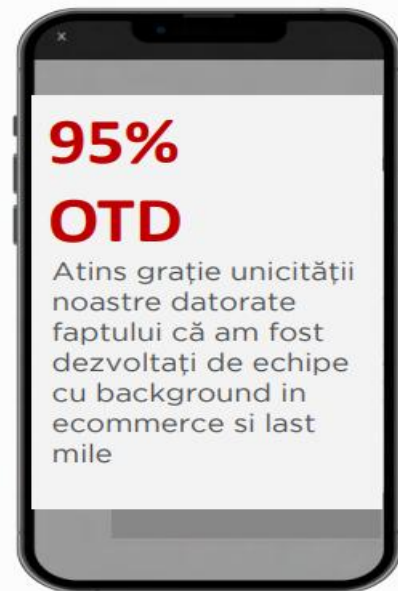 ×
95%
OTD
Atins grație unicității
noastre datorate
faptului că am fost
dezvoltați de echipe
cu background in
ecommerce si last
mile